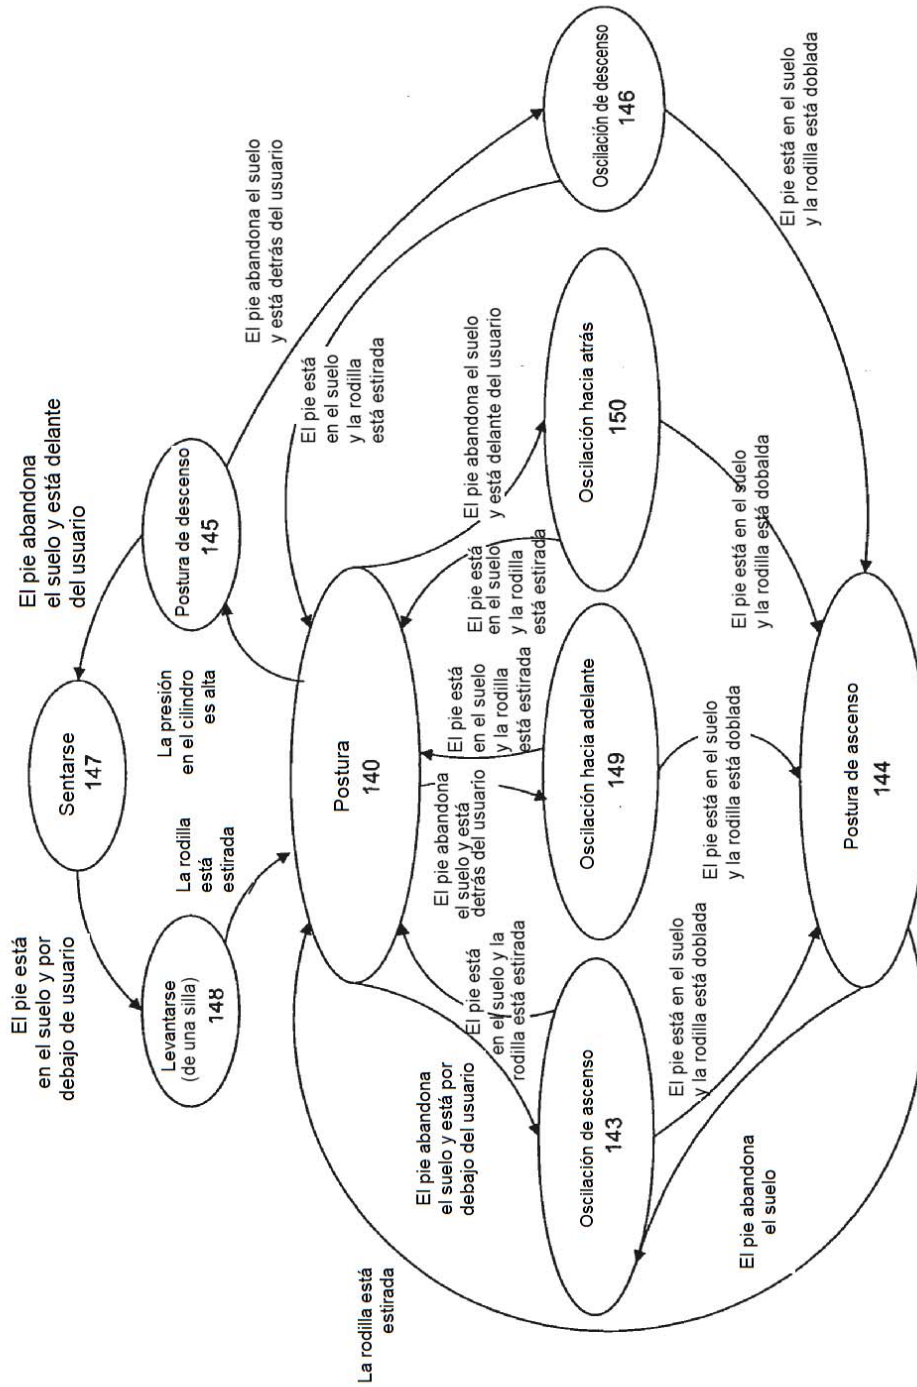 El pie está
en el suelo y por
debajo de usuario
El pie abandona
el suelo y está delante
del usuario
Sentarse
147
Levantarse
(de una silla)
148
La rodilla
está
estirada
La presión
en el cilindro
es alta
Postura de descenso
145
El pie abandona el suelo
y está detrás del usuario
La rodilla está
estirada
Postura
140
El pie está
en el suelo
y la rodilla
está estirada
El pie abandona
el suelo y está por
debajo del usuario
El pie está
en el suelo y la
rodilla está estirada
El pie abandona
el suelo y está
detrás del usuario
El pie está
en el suelo
y la rodilla
está estirada
El pie está
en el suelo
y la rodilla
está estirada
El pie abandona el suelo
y está delante del usuario
Oscilación de ascenso
143
Oscilación hacia adelante
149
Oscilación hacia atrás
150
Oscilación de descenso
146
El pie está en el suelo
y la rodilla está doblada
El pie está en el suelo
y la rodilla está doblada
El pie está en el suelo
y la rodilla está dobalda
El pie está en el suelo
y la rodilla está doblada
El pie abandona
el suelo
Postura de ascenso
144